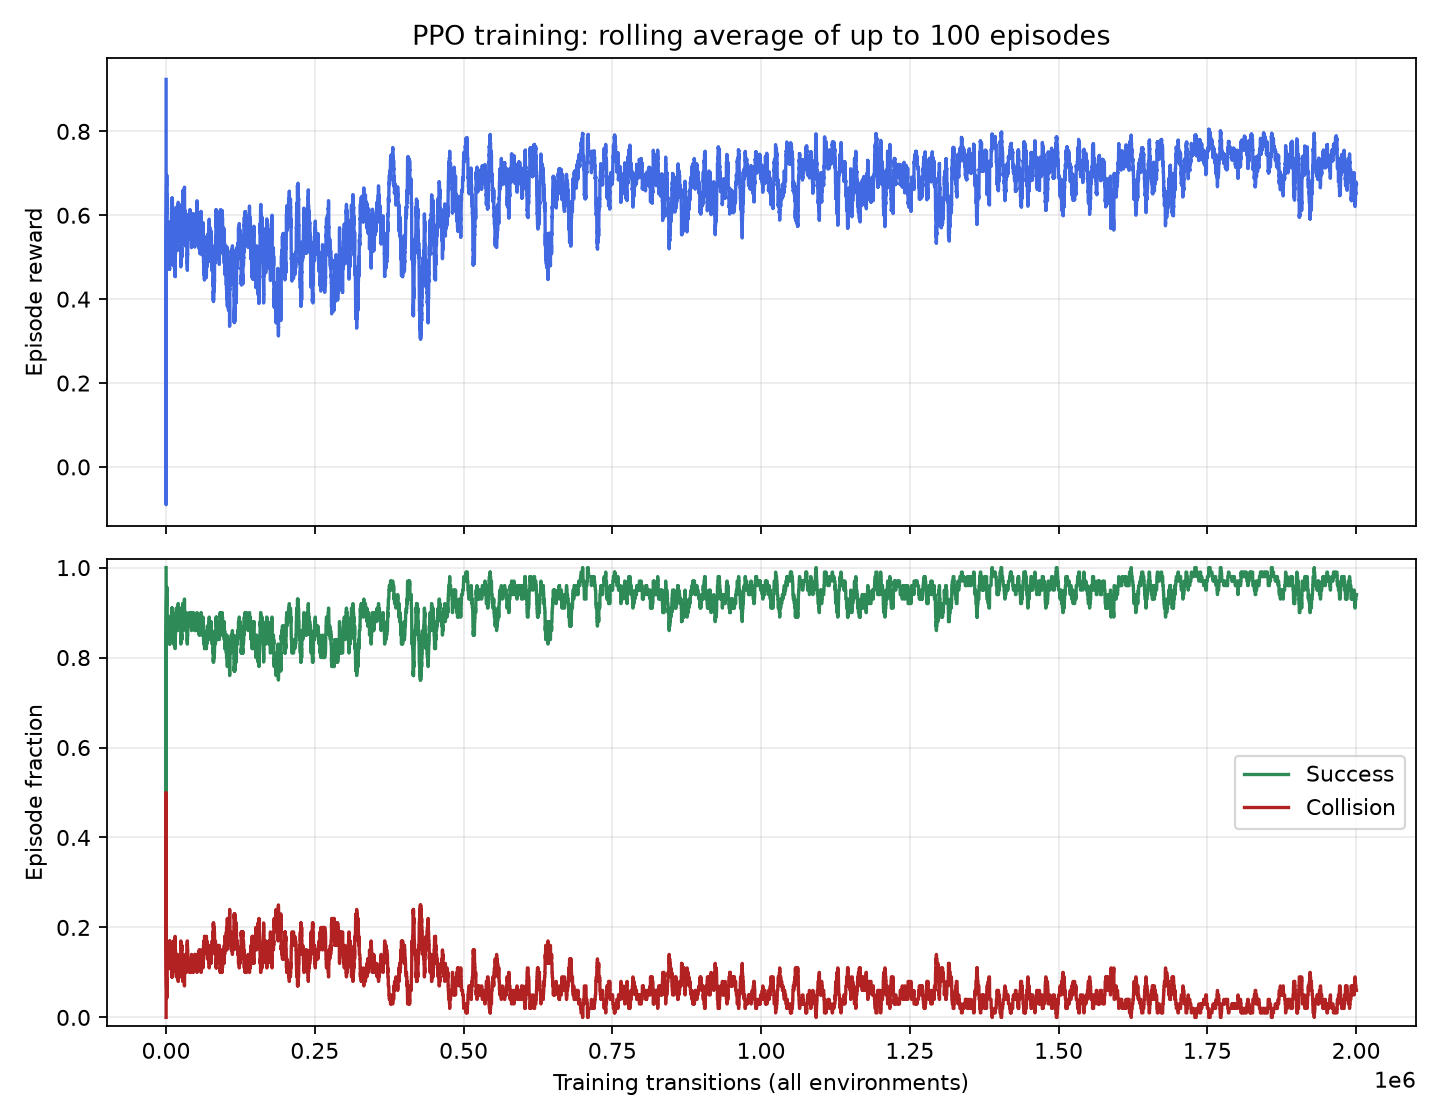 PPO training: rolling average of up to 100 episodes
Episode reward
0.8
0.6
0.4
0.2
0.0
Episode fraction
1.0
0.8
0.6
0.4
0.2
0.0
Success
Collision
0.00 0.25 0.50 0.75 1.00 1.25 1.50 1.75 2.00
1e6
Training transitions (all environments)